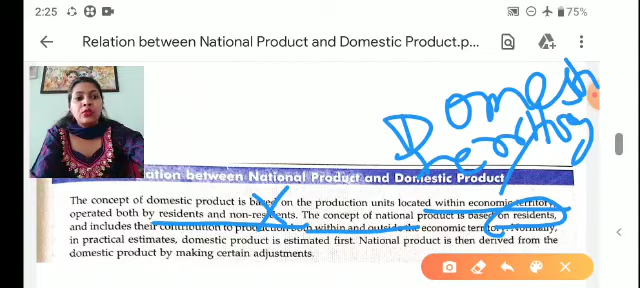 2:25
75%
Relation between National Product and Domestic Product.p...
Domestic
territory
ation between National Product and Domestic Product
The concept of domestic product is based on the production units located within economic territory,
operated both by residents and non-residents. The concept of national product is based on residents,
and includes their contribution to production both within and outside the economic territory. Normally,
in practical estimates, domestic product is estimated first. National product is then derived from the
domestic product by making certain adjustments.